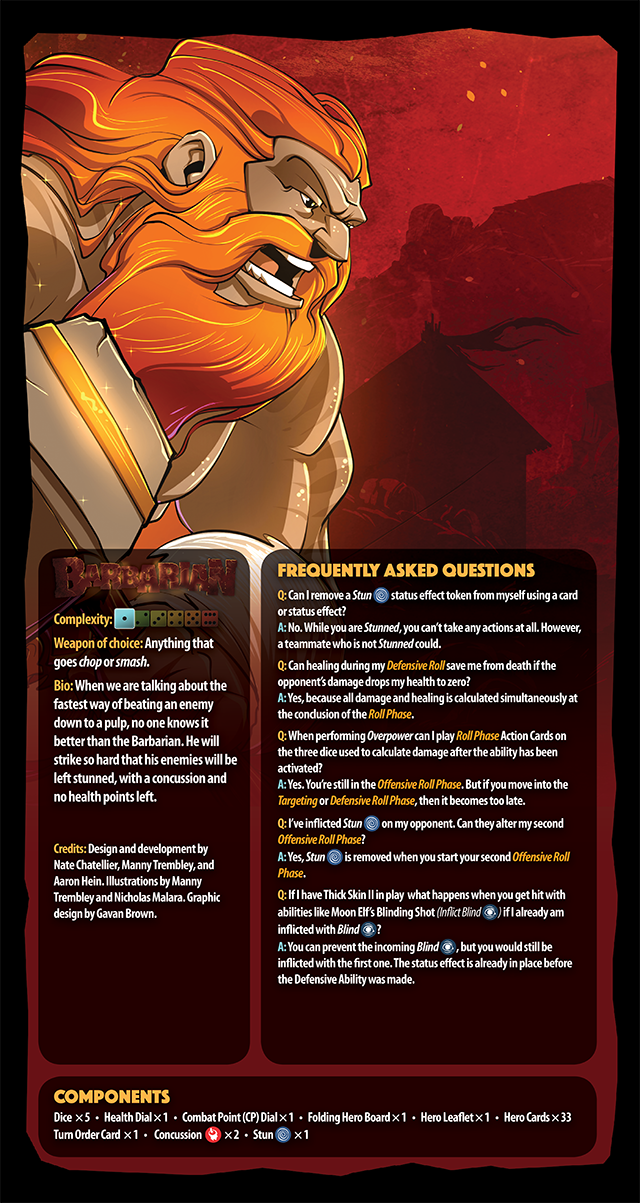 BARBARIAN
Complexity:
Weapon of choice: Anything that
goes chop or smash.
Bio: When we are talking about the
fastest way of beating an enemy
down to a pulp, no one knows it
better than the Barbarian. He will
strike so hard that his enemies will be
left stunned, with a concussion and
no health points left.
Credits: Design and development by
Nate Chatellier, Manny Trembley, and
Aaron Hein. Illustrations by Manny
Trembley and Nicholas Malara. Graphic
design by Gavan Brown.
FREQUENTLY ASKED QUESTIONS
Q: Can I remove a Stun status effect token from myself using a card
or status effect?
A: No. While you are Stunned, you can't take any actions at all. However,
a teammate who is not Stunned could.
Q: Can healing during my Defensive Roll save me from death if the
opponent's damage drops my health to zero?
A: Yes, because all damage and healing is calculated simultaneously at
the conclusion of the Roll Phase.
Q: When performing Overpower can I play Roll Phase Action Cards on
the three dice used to calculate damage after the ability has been
activated?
A: Yes. You're still in the Offensive Roll Phase. But if you move into the
Targeting or Defensive Roll Phase, then it becomes too late.
Q: I've inflicted Stun on my opponent. Can they alter my second
Offensive Roll Phase?
A: Yes, Stun is removed when you start your second Offensive Roll
Phase.
Q: If I have Thick Skin II in play what happens when you get hit with
abilities like Moon Elf's Blinding Shot (Inflict Blind ) if I already am
inflicted with Blind ?
A: You can prevent the incoming Blind , but you would still be
inflicted with the first one. The status effect is already in place before
the Defensive Ability was made.
COMPONENTS
Dice ×5 • Health Dial ×1 • Combat Point (CP) Dial ×1 • Folding Hero Board ×1 • Hero Leaflet ×1 • Hero Cards ×33
Turn Order Card ×1 • Concussion ×2 • Stun ×1